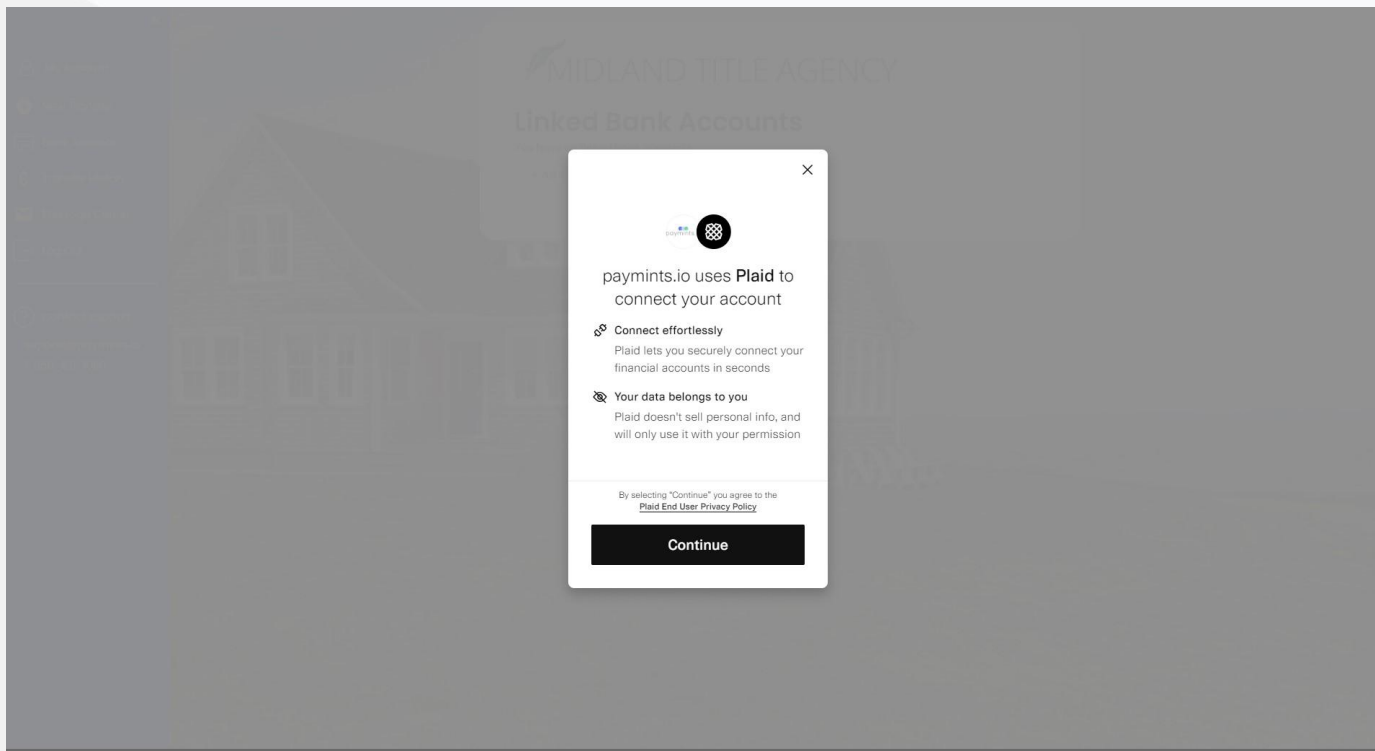 MIDLAND TITLE AGENCY
Linked Bank Accounts
paymints
paymints.io uses Plaid to
connect your account
Connect effortlessly
Plaid lets you securely connect your
financial accounts in seconds
Your data belongs to you
Plaid doesn't sell personal info, and
will only use it with your permission
By selecting "Continue" you agree to the
Plaid End User Privacy Policy
Continue